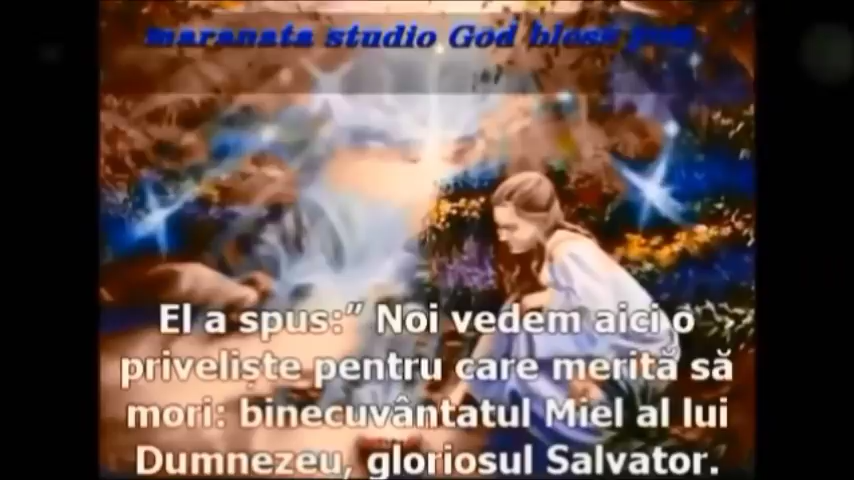 maranata studio God bless you
El a spus:” Noi vedem aici o
priveliște pentru care merită să
mori: binecuvântatul Miel al lui
Dumnezeu, gloriosul Salvator.